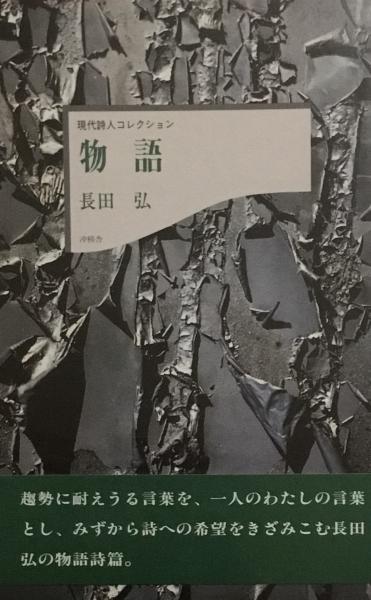 現代詩人コレクション
物語
長田 弘
沖積舎
趨勢に耐えうる言葉を、一人のわたしの言葉
とし、みずから詩への希望をきざみこむ長田
弘の物語詩篇。